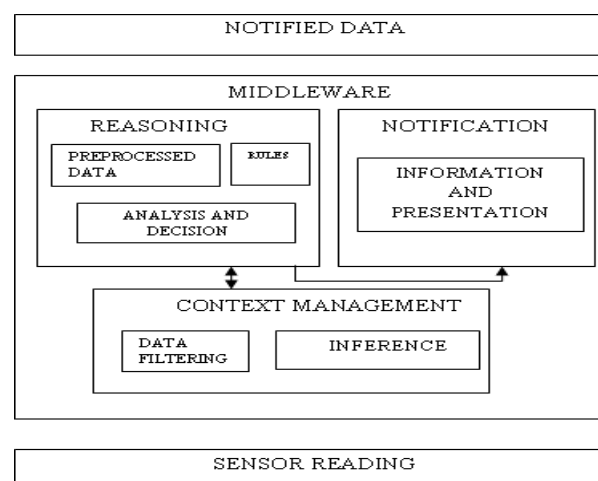 NOTIFIED DATA
MIDDLEWARE
REASONING
PREPROCESSED
DATA
RULES
ANALYSIS AND
DECISION
NOTIFICATION
INFORMATION
AND
PRESENTATION
CONTEXT MANAGEMENT
DATA
FILTERING
INFERENCE
SENSOR READING